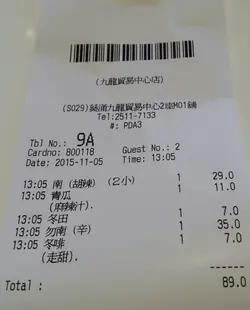 (九龍貿易中心店)
(S029)葵涌九龍貿易中心2樓M01舖
Tel:2511-7133
#: PDA3
Tbl No.: 9A
Cardno: 800118 Guest No.: 2
Date: 2015-11-05 Time: 13:05
13:05 南 (胡辣) (2小) 1 29.0
13:05 青瓜 1 11.0
(麻辣汁).
13:05 冬田 1 7.0
13:05 勿南 (辛) 1 35.0
13:05 冬啡 1 7.0
(走甜).
Total : 89.0